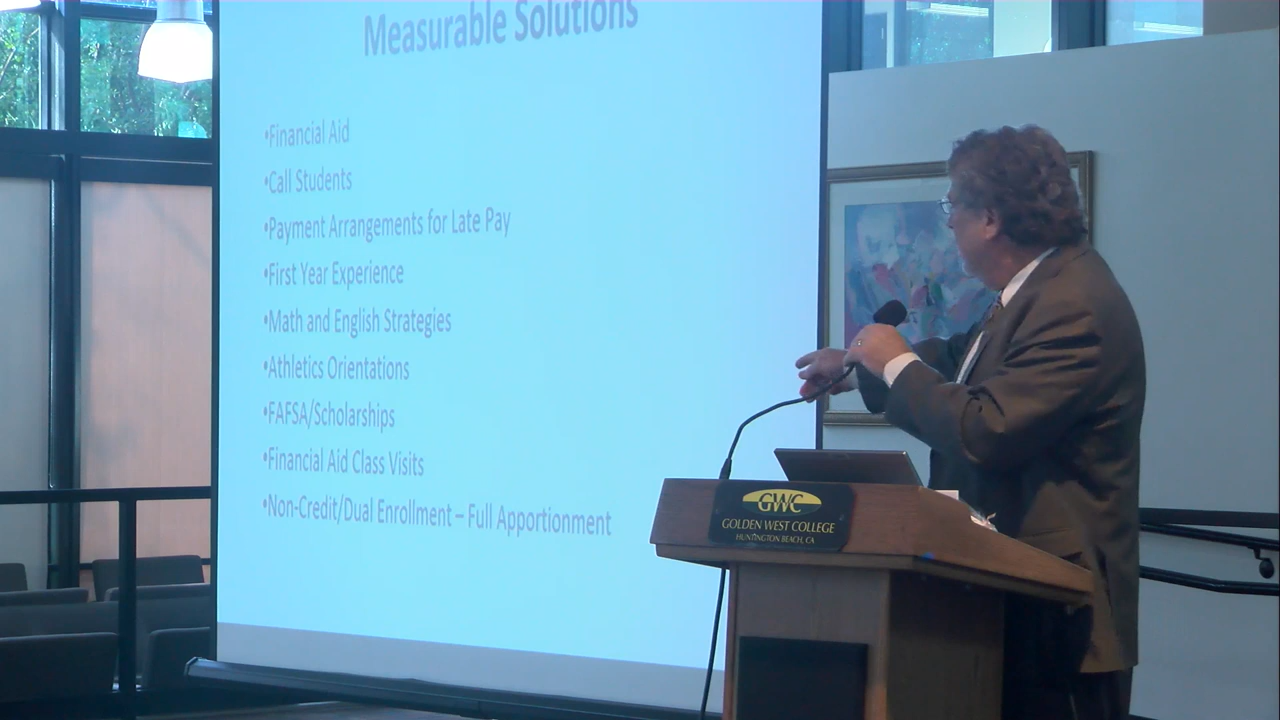 Measurable Solutions
•Financial Aid
•Call Students
•Payment Arrangements for Late Pay
•First Year Experience
•Math and English Strategies
•Athletics Orientations
•FAFSA/Scholarships
•Financial Aid Class Visits
•Non-Credit/Dual Enrollment – Full Apportionment
GWC
GOLDEN WEST COLLEGE
HUNTINGTON BEACH, CA